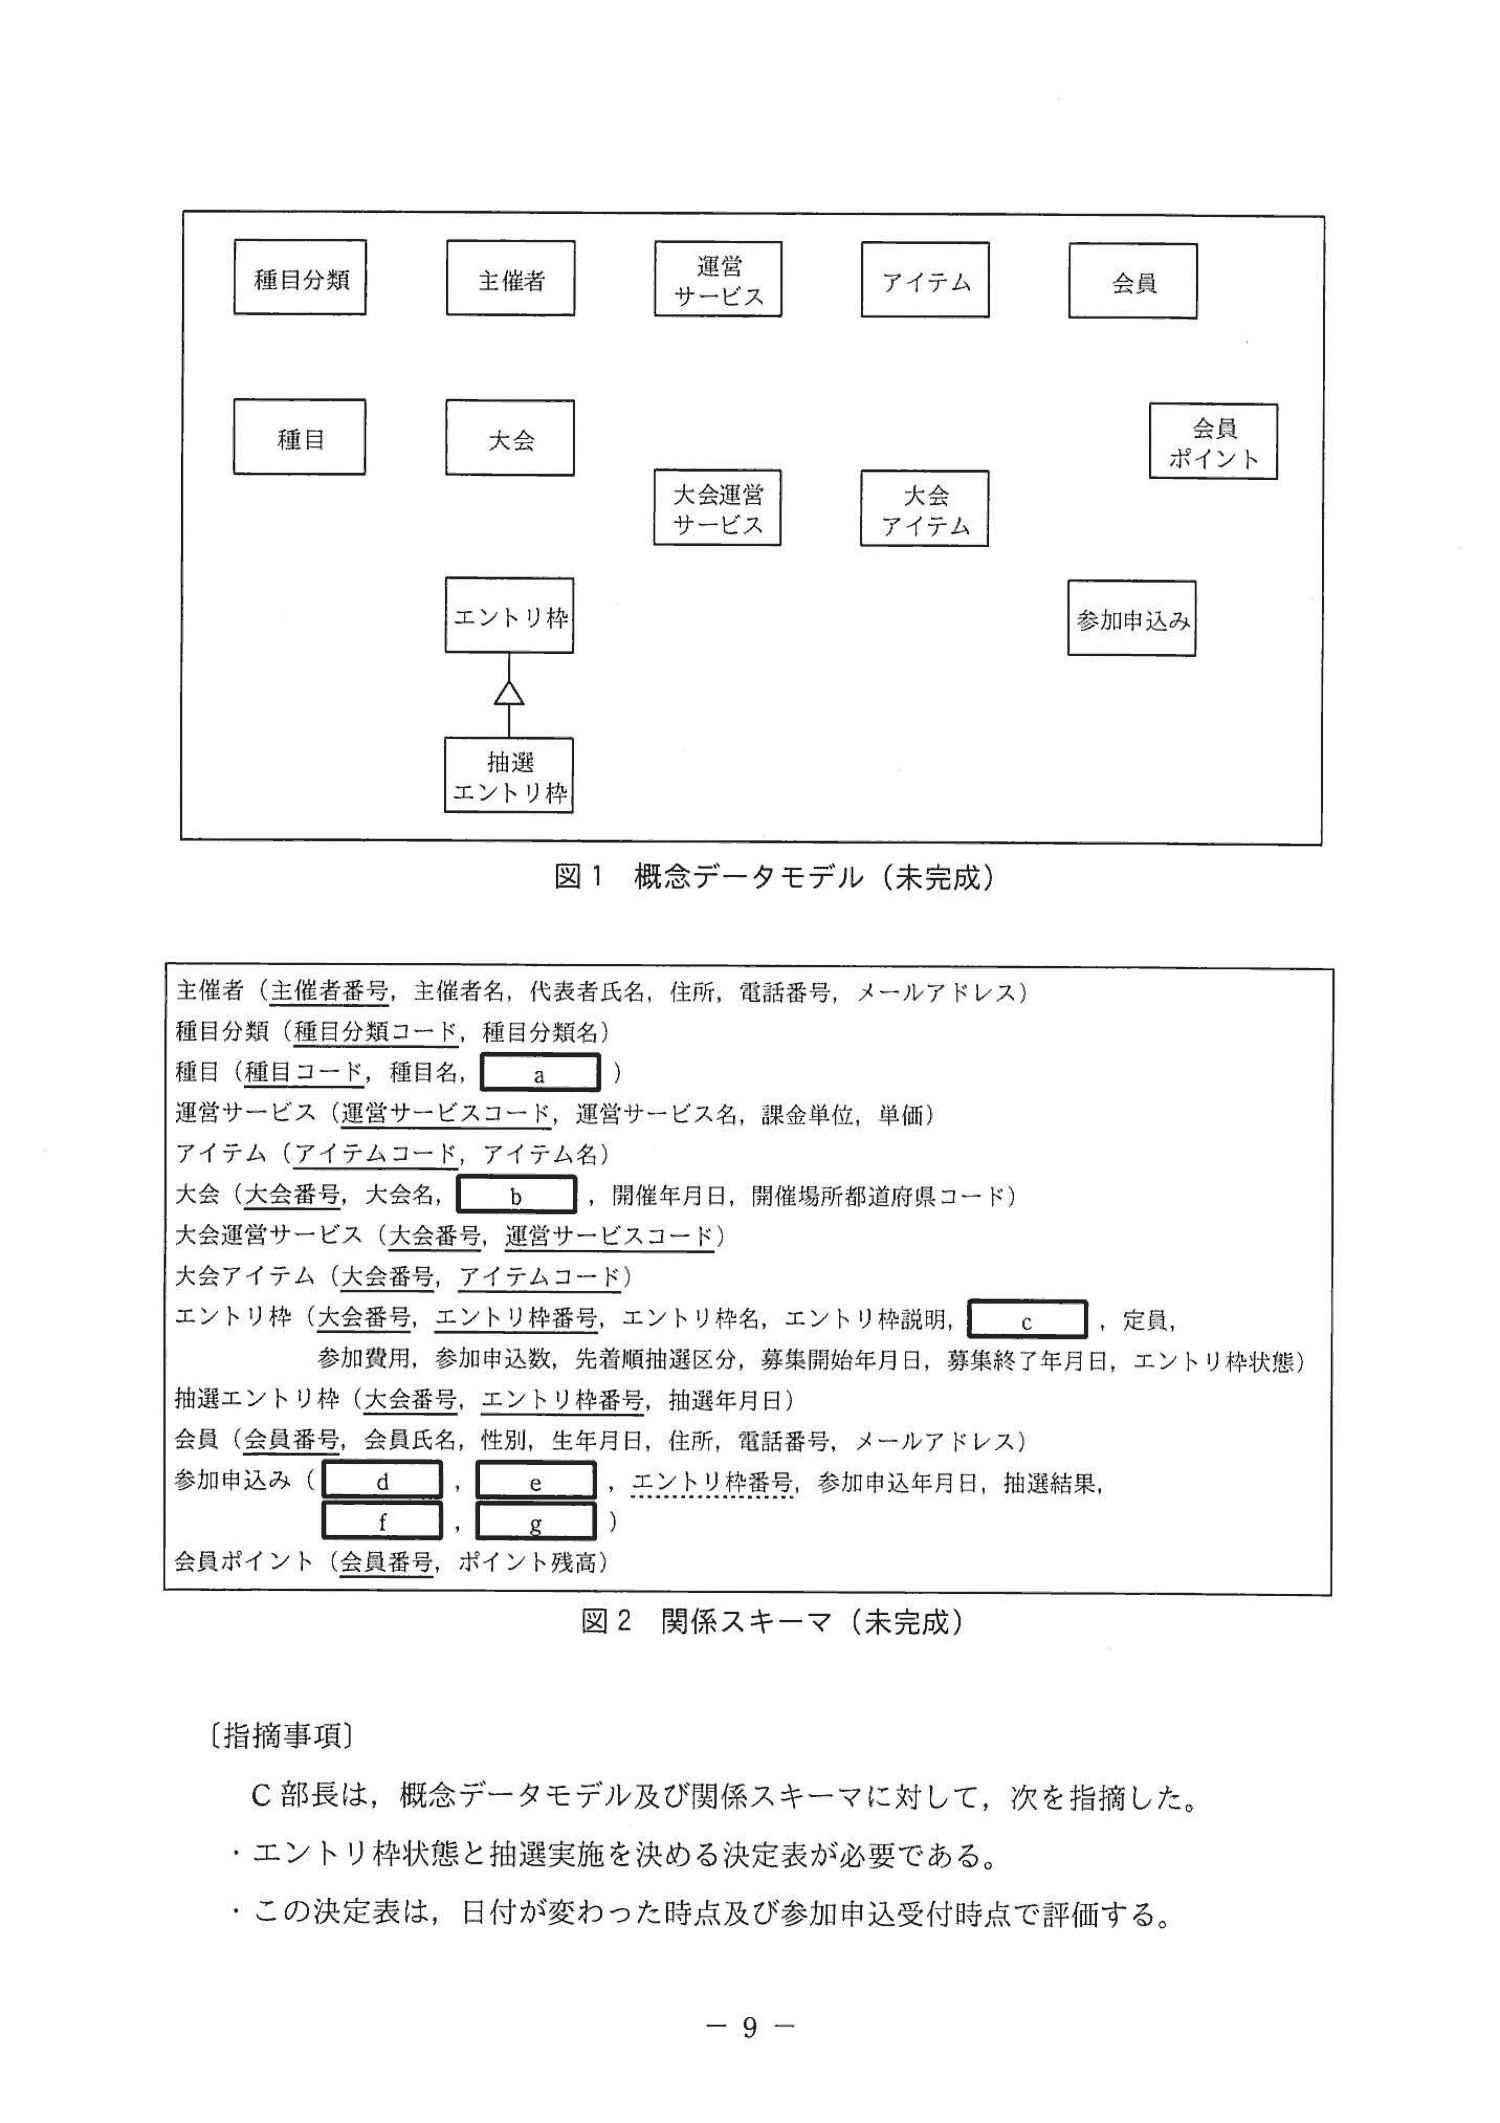 種目分類
主催者
運営
サービス
アイテム
会員
種目
大会
会員
ポイント
大会運営
サービス
大会
アイテム
エントリ枠
参加申込み
抽選
エントリ枠
図1 概念データモデル（未完成）
主催者（主催者番号，主催者名，代表者氏名，住所，電話番号，メールアドレス）
種目分類（種目分類コード，種目分類名）
種目（種目コード，種目名， a ）
運営サービス（運営サービスコード，運営サービス名，課金単位，単価）
アイテム（アイテムコード，アイテム名）
大会（大会番号，大会名， b ，開催年月日，開催場所都道府県コード）
大会運営サービス（大会番号，運営サービスコード）
大会アイテム（大会番号，アイテムコード）
エントリ枠（大会番号，エントリ枠番号，エントリ枠名，エントリ枠説明， c ，定員，
参加費用，参加申込数，先着順抽選区分，募集開始年月日，募集終了年月日，エントリ枠状態）
抽選エントリ枠（大会番号，エントリ枠番号，抽選年月日）
会員（会員番号，会員氏名，性別，生年月日，住所，電話番号，メールアドレス）
参加申込み（ d ， e ，エントリ枠番号，参加申込年月日，抽選結果，
f ， g ）
会員ポイント（会員番号，ポイント残高）
図2 関係スキーマ（未完成）
〔指摘事項〕
C 部長は，概念データモデル及び関係スキーマに対して，次を指摘した。
・エントリ枠状態と抽選実施を決める決定表が必要である。
・この決定表は，日付が変わった時点及び参加申込受付時点で評価する。
－ 9 －